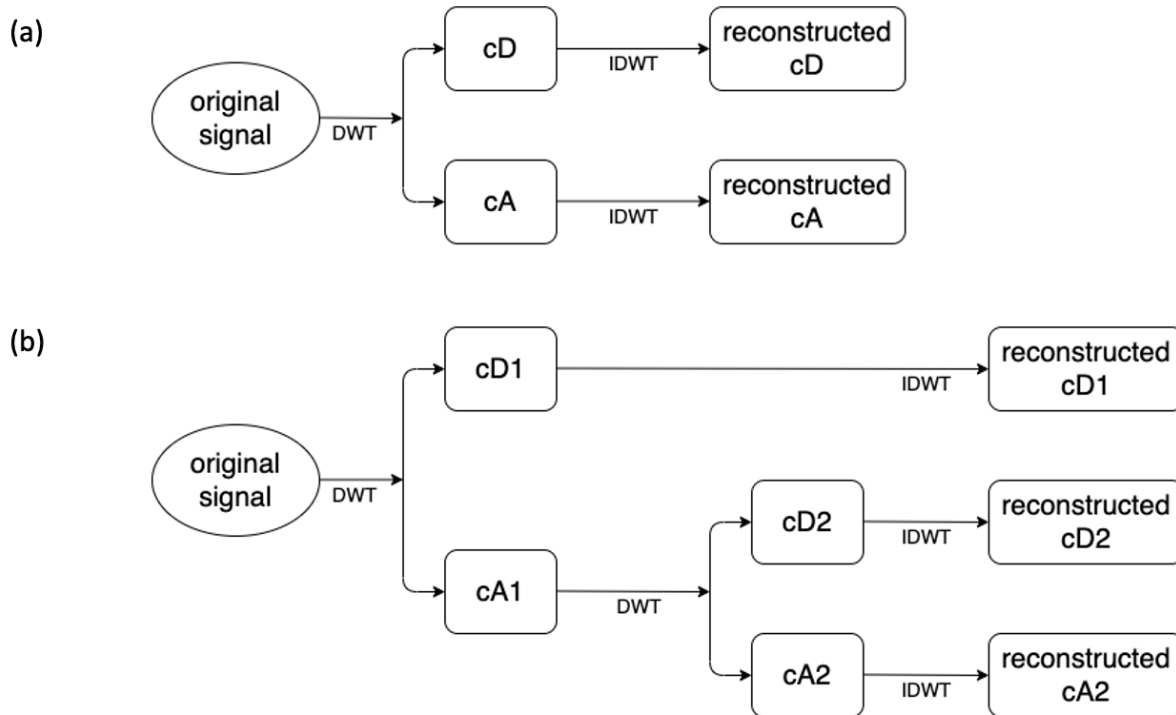 (a)
original
signal
DWT
cD
IDWT
reconstructed
cD
cA
IDWT
reconstructed
cA
(b)
original
signal
DWT
cD1
IDWT
reconstructed
cD1
cA1
DWT
cD2
IDWT
reconstructed
cD2
cA2
IDWT
reconstructed
cA2